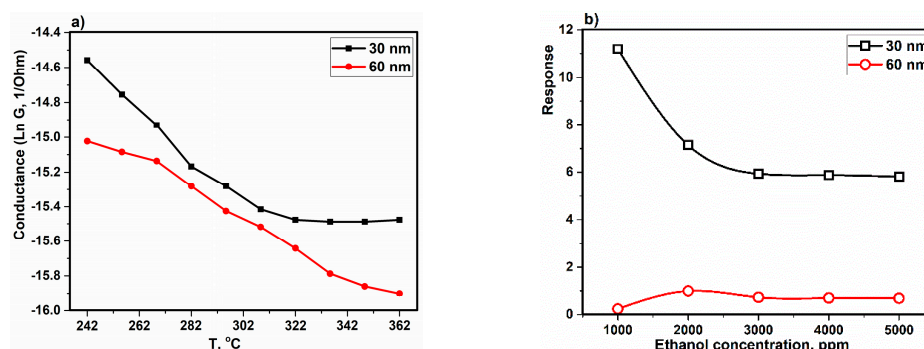 a)
30 nm
60 nm
Conductance (Ln G, 1/Ohm)
-14.4
-14.6
-14.8
-15.0
-15.2
-15.4
-15.6
-15.8
-16.0
242 262 282 302 322 342 362
T, °C
b)
30 nm
60 nm
Response
12
10
8
6
4
2
0
1000 2000 3000 4000 5000
Ethanol concentration, ppm